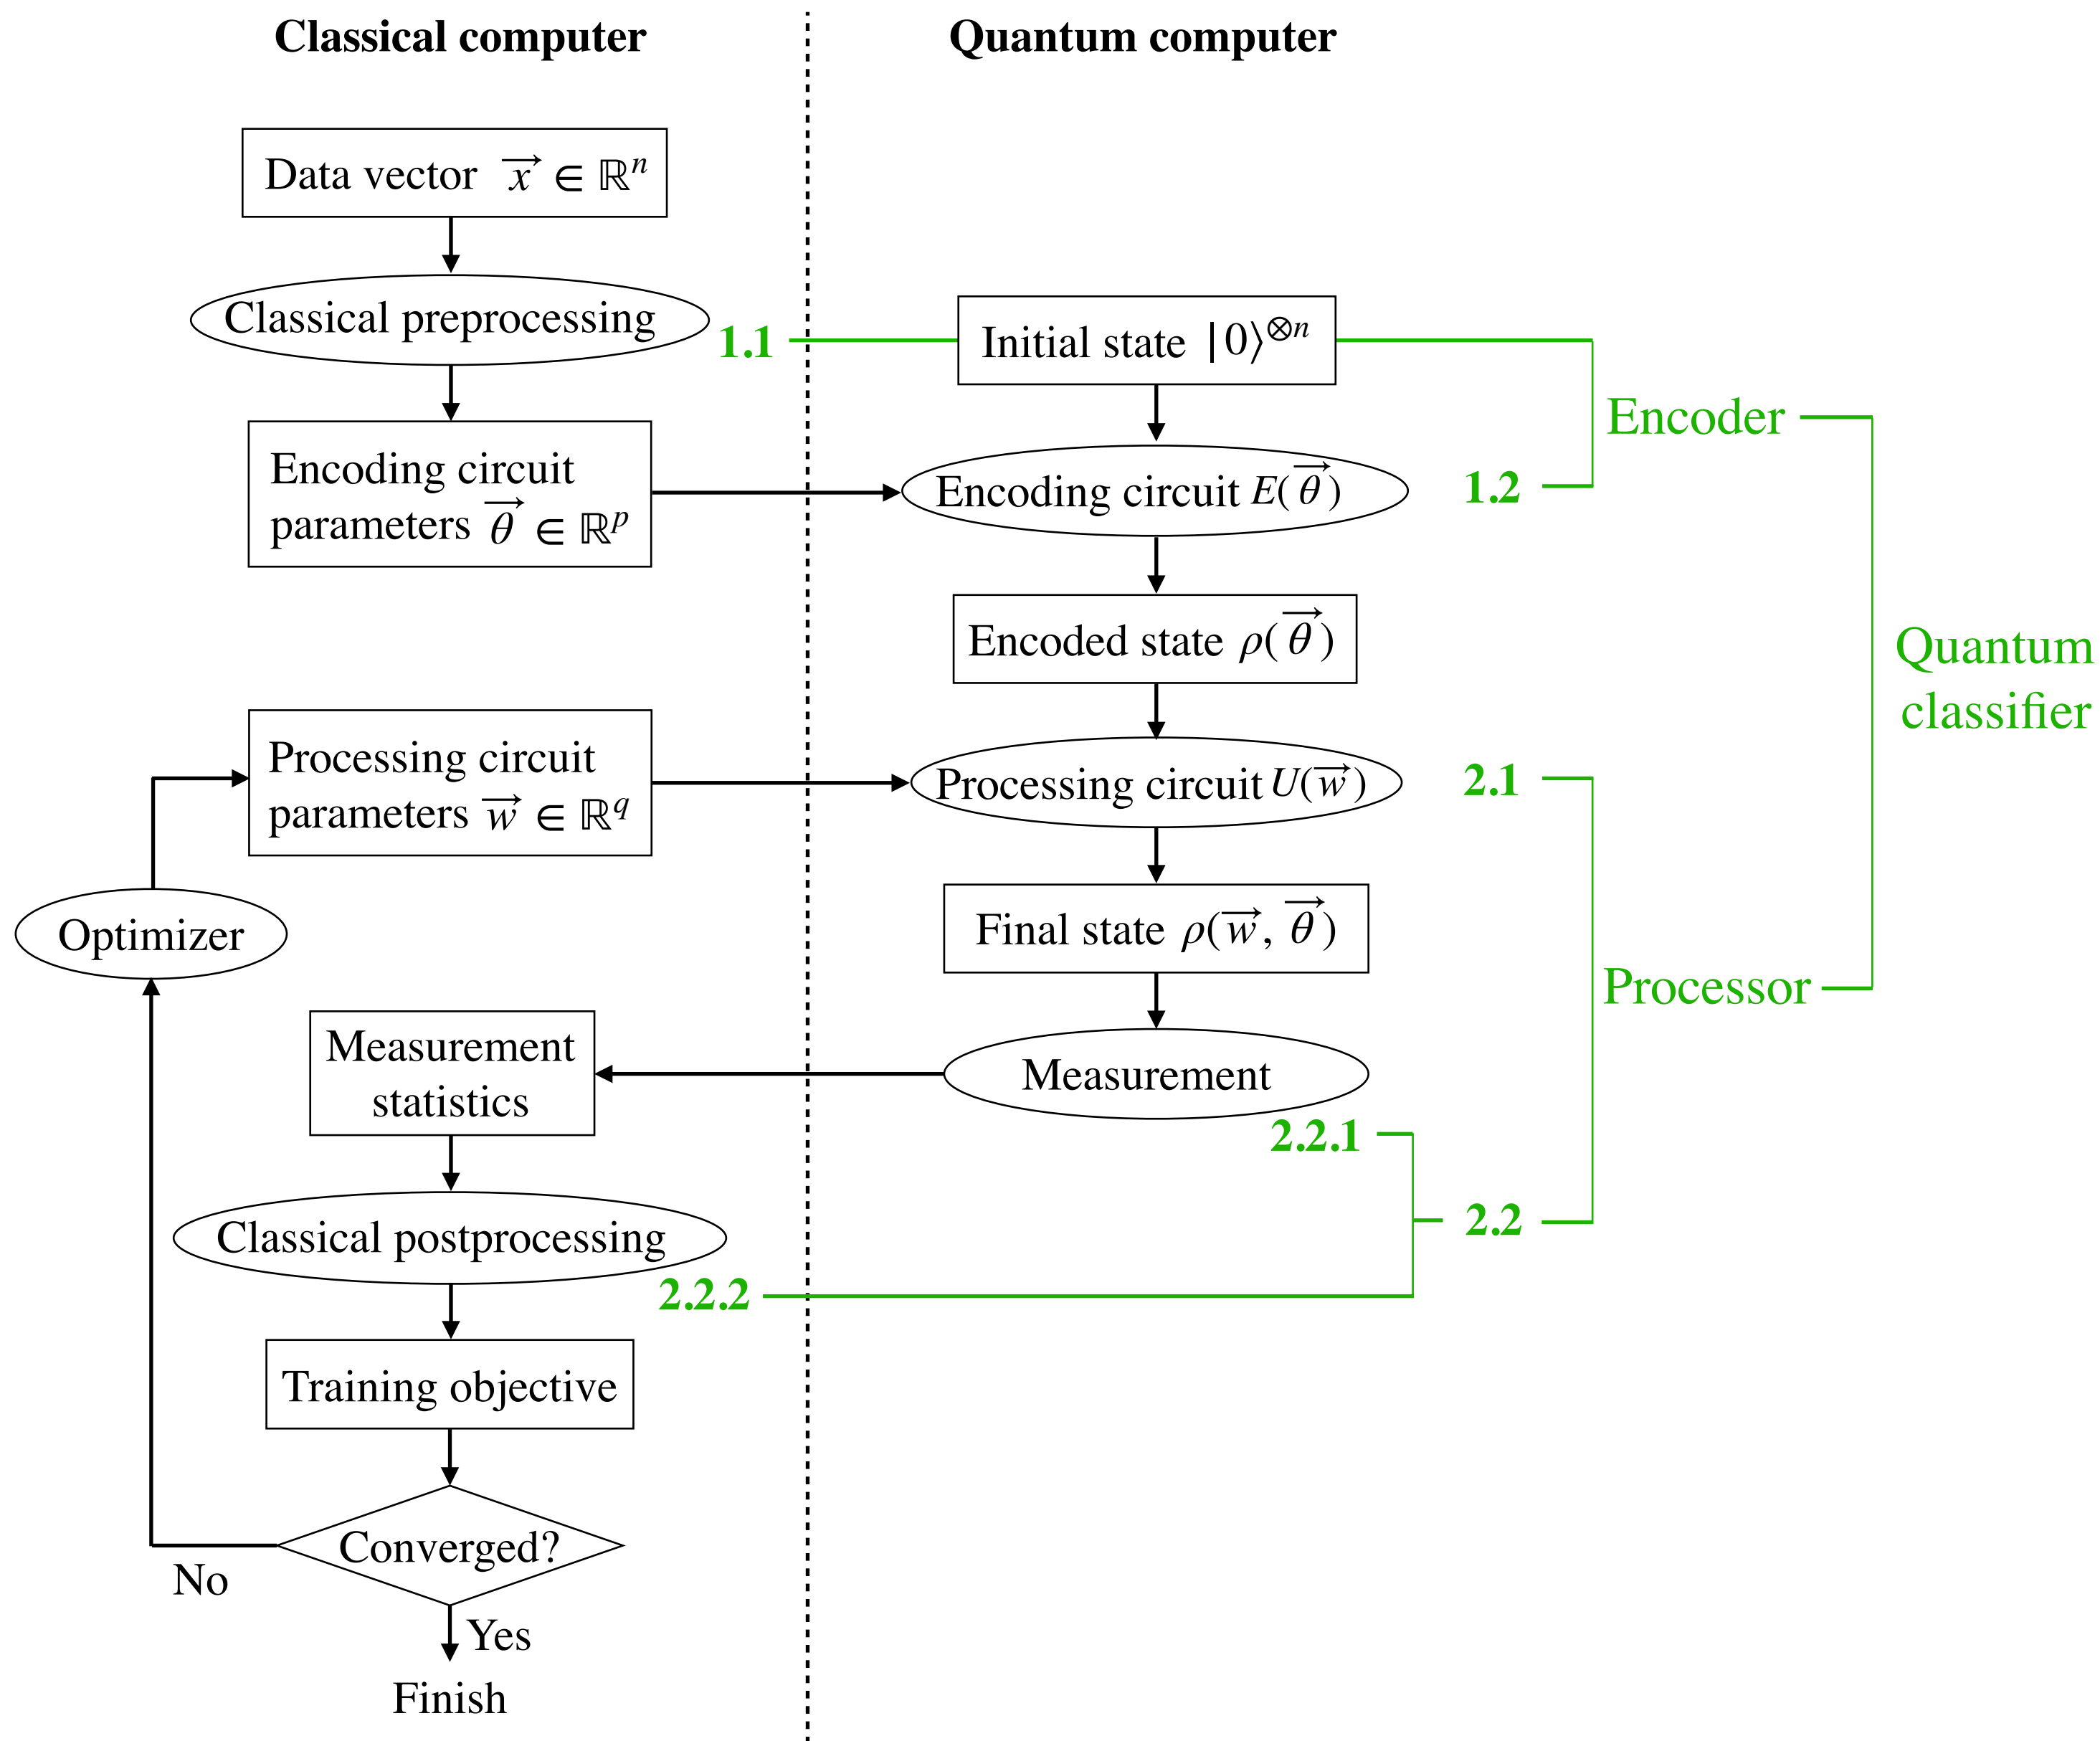 Classical computer
Quantum computer
Data vector x⃗ ∈ ℝⁿ
Classical preprocessing
1.1
Initial state |0⟩^⊗n
Encoder
Encoding circuit
parameters θ⃗ ∈ ℝᵖ
Encoding circuit E(θ⃗)
1.2
Encoded state ρ(θ⃗)
Quantum
classifier
Processing circuit
parameters w⃗ ∈ ℝ^q
Processing circuit U(w⃗)
2.1
Optimizer
Final state ρ(w⃗, θ⃗)
Processor
Measurement
statistics
Measurement
2.2.1
2.2
Classical postprocessing
2.2.2
Training objective
Converged?
No
Yes
Finish